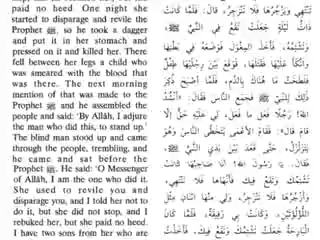 paid no heed. One night she
started to disparage and revile the
Prophet ﷺ, so he took a dagger
and put it in her stomach and
pressed on it and killed her. There
fell between her legs a child who
was smeared with the blood that
was there. The next morning
mention of that was made to the
Prophet ﷺ and he assembled the
people and said: 'By Allâh, I adjure
the man who did this, to stand up.'
The blind man stood up and came
through the people, trembling, and
he came and sat before the
Prophet ﷺ. He said: 'O Messenger
of Allâh, I am the one who did it.
She used to revile you and
disparage you, and I told her not to
do it, but she did not stop, and I
rebuked her, but she paid no heed.
I have two sons from her who are
تَنْتَهِي وَيَزْجُرُهَا فَلَا تَنْزَجِرُ، قَالَ: فَلَمَّا كَانَتْ
ذَاتَ لَيْلَةٍ جَعَلَتْ تَقَعُ فِي النَّبِيِّ ﷺ
وَتَشْتِمُهُ، فَأَخَذَ المِغْوَلَ فَوَضَعَهُ فِي بَطْنِهَا
وَاتَّكَأَ عَلَيْهَا فَقَتَلَهَا، فَوَقَعَ بَيْنَ رِجْلَيْهَا طِفْلٌ
فَلَطَخَتْ مَا هُنَاكَ بِالدَّمِ، فَلَمَّا أَصْبَحَ ذُكِرَ
ذَلِكَ لِلنَّبِيِّ ﷺ فَجَمَعَ النَّاسَ فَقَالَ: «أَنْشُدُ
اللهَ! رَجُلًا فَعَلَ مَا فَعَلَ لِي عَلَيْهِ حَقٌّ إِلَّا
قَامَ». قَالَ: فَقَامَ الأَعْمَى يَتَخَطَّى النَّاسَ وَهُوَ
يَتَزَلْزَلُ، حَتَّى قَعَدَ بَيْنَ يَدَيِ النَّبِيِّ ﷺ
فَقَالَ: يَا رَسُولَ اللهِ! أَنَا صَاحِبُهَا كَانَتْ
تَشْتِمُكَ وَتَقَعُ فِيكَ فَأَنْهَاهَا فَلَا تَنْتَهِي،
وَأَزْجُرُهَا فَلَا تَنْزَجِرُ، وَلِي مِنْهَا ابْنَانِ مِثْلُ
اللُّؤْلُؤَتَيْنِ، وَكَانَتْ بِي رَفِيقَةً، فَلَمَّا كَانَ
الْبَارِحَةَ جَعَلَتْ تَشْتِمُكَ وَتَقَعُ فِيكَ، فَأَخَذْتُ